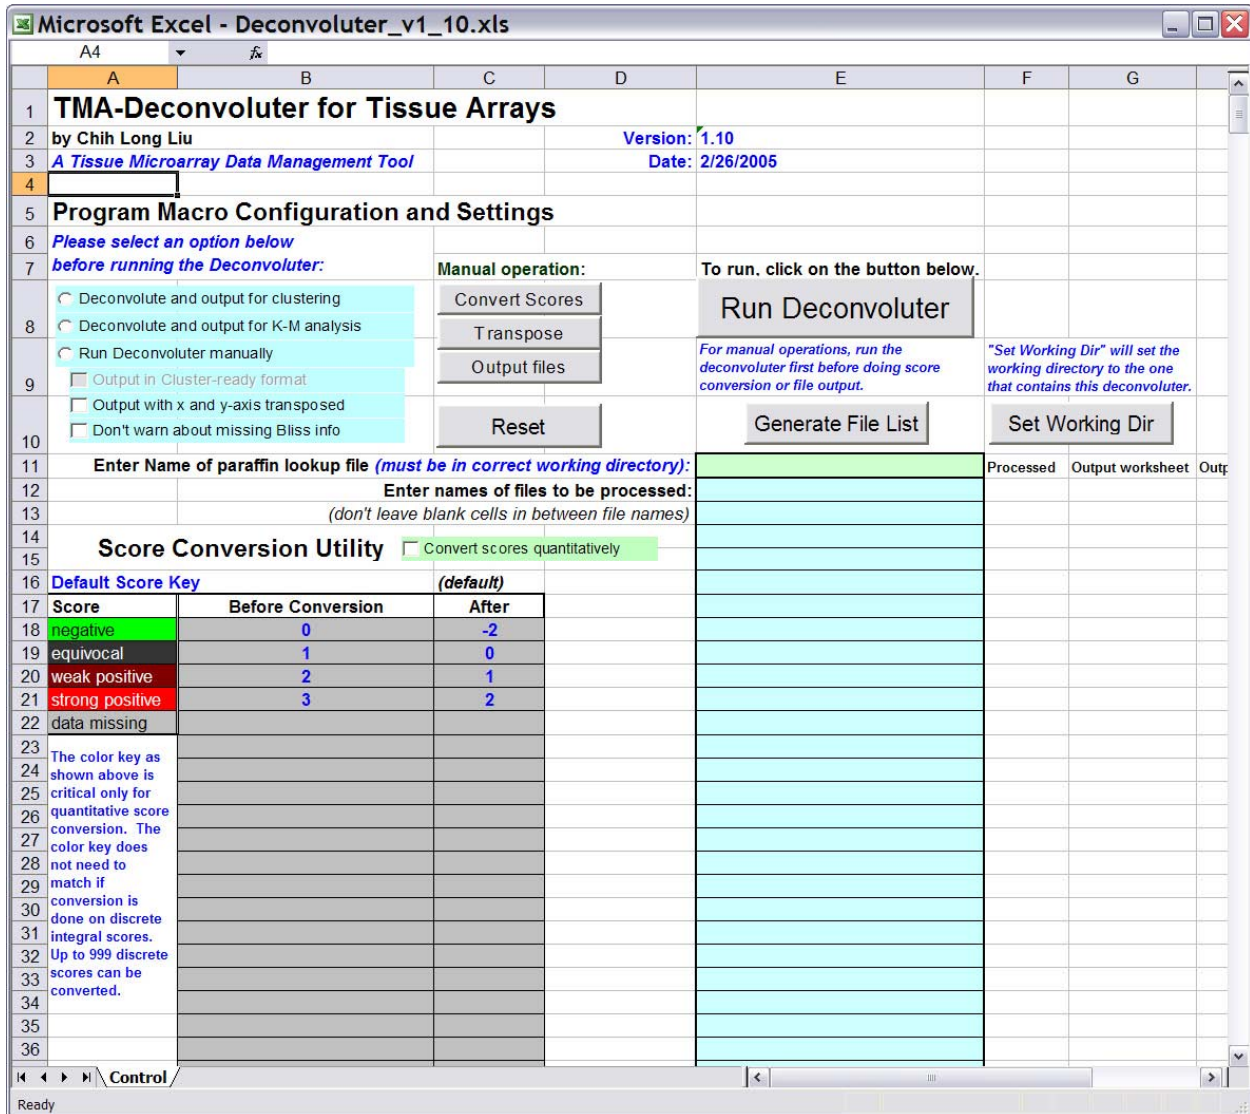 Microsoft Excel - Deconvoluter_v1_10.xls
A4 fx
A B C D E F G
1 TMA-Deconvoluter for Tissue Arrays
2 by Chih Long Liu Version: 1.10
3 A Tissue Microarray Data Management Tool Date: 2/26/2005
4
5 Program Macro Configuration and Settings
6 Please select an option below
7 before running the Deconvoluter: Manual operation: To run, click on the button below.
Deconvolute and output for clustering Convert Scores Run Deconvoluter
8 Deconvolute and output for K-M analysis Transpose
Run Deconvoluter manually Output files
For manual operations, run the
deconvoluter first before doing score
conversion or file output.
"Set Working Dir" will set the
working directory to the one
that contains this deconvoluter.
9 Output in Cluster-ready format
Output with x and y-axis transposed
10 Don't warn about missing Bliss info Reset Generate File List Set Working Dir
11 Enter Name of paraffin lookup file (must be in correct working directory): Processed Output worksheet Outp
12 Enter names of files to be processed:
13 (don't leave blank cells in between file names)
14
Score Conversion Utility Convert scores quantitatively
15
16 Default Score Key (default)
17 Score Before Conversion After
18 negative 0 -2
19 equivocal 1 0
20 weak positive 2 1
21 strong positive 3 2
22 data missing
23
The color key as
24 shown above is
25 critical only for
26 quantitative score
conversion. The
27 color key does
28 not need to
29 match if
conversion is
30 done on discrete
31 integral scores.
32 Up to 999 discrete
33 scores can be
converted.
34
35
36
Control
Ready